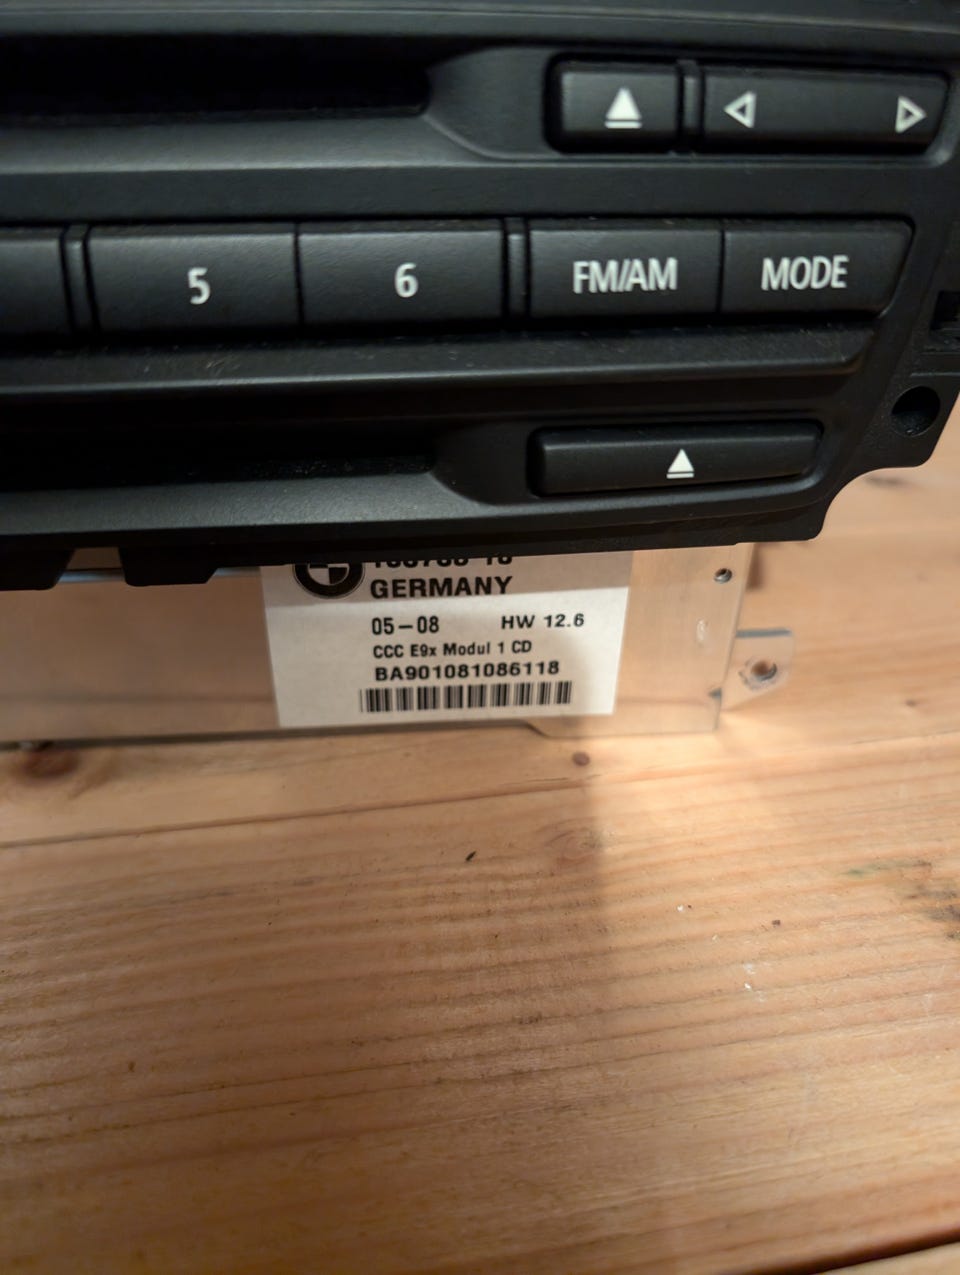 5
6
FM/AM
MODE
GERMANY
05-08 HW 12.6
CCC E9x Modul 1 CD
BA901081086118